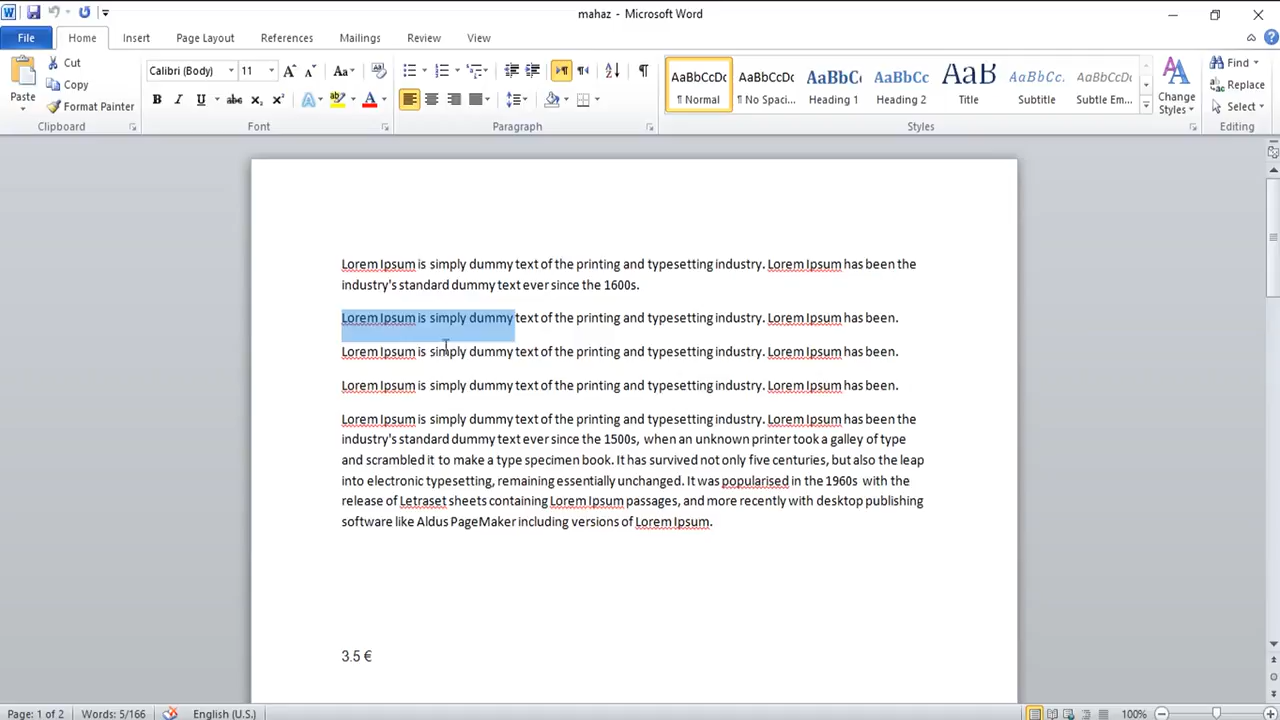 mahaz - Microsoft Word
File Home Insert Page Layout References Mailings Review View
Paste
Cut
Copy
Format Painter
Clipboard
Calibri (Body) 11
Font
Paragraph
AaBbCcDc ¶ Normal
AaBbCcDc ¶ No Spaci...
AaBbC Heading 1
AaBbCc Heading 2
AaB Title
AaBbCc. Subtitle
AaBbCcDc Subtle Em...
Change Styles
Styles
Find
Replace
Select
Editing
Lorem Ipsum is simply dummy text of the printing and typesetting industry. Lorem Ipsum has been the
industry's standard dummy text ever since the 1600s.
Lorem Ipsum is simply dummy text of the printing and typesetting industry. Lorem Ipsum has been.
Lorem Ipsum is simply dummy text of the printing and typesetting industry. Lorem Ipsum has been.
Lorem Ipsum is simply dummy text of the printing and typesetting industry. Lorem Ipsum has been.
Lorem Ipsum is simply dummy text of the printing and typesetting industry. Lorem Ipsum has been the
industry's standard dummy text ever since the 1500s, when an unknown printer took a galley of type
and scrambled it to make a type specimen book. It has survived not only five centuries, but also the leap
into electronic typesetting, remaining essentially unchanged. It was popularised in the 1960s with the
release of Letraset sheets containing Lorem Ipsum passages, and more recently with desktop publishing
software like Aldus PageMaker including versions of Lorem Ipsum.
3.5 €
Page: 1 of 2 Words: 5/166 English (U.S.) 100%